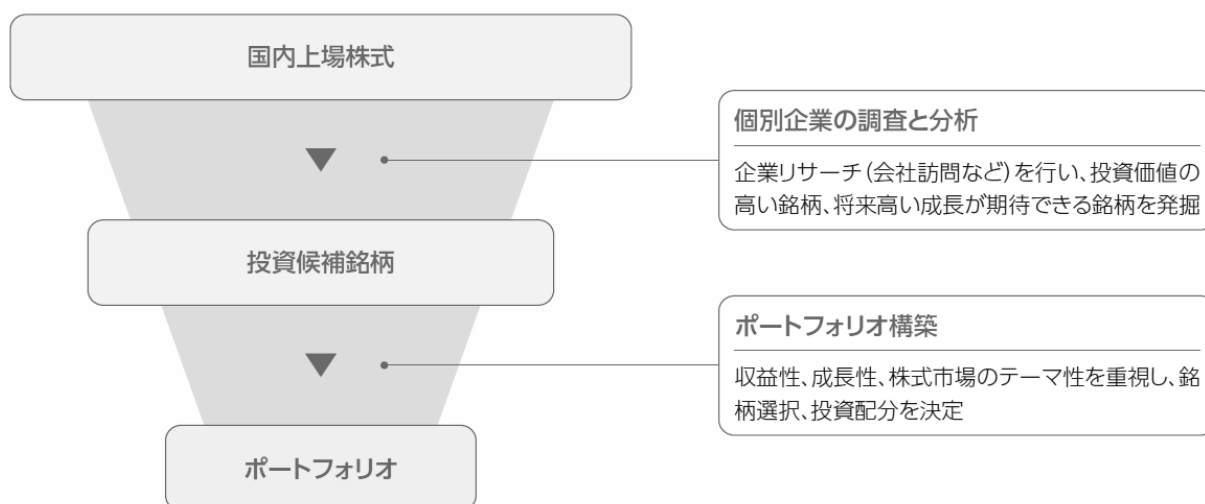 国内上場株式
個別企業の調査と分析
企業リサーチ(会社訪問など)を行い、投資価値の
高い銘柄、将来高い成長が期待できる銘柄を発掘
投資候補銘柄
ポートフォリオ構築
収益性、成長性、株式市場のテーマ性を重視し、銘
柄選択、投資配分を決定
ポートフォリオ